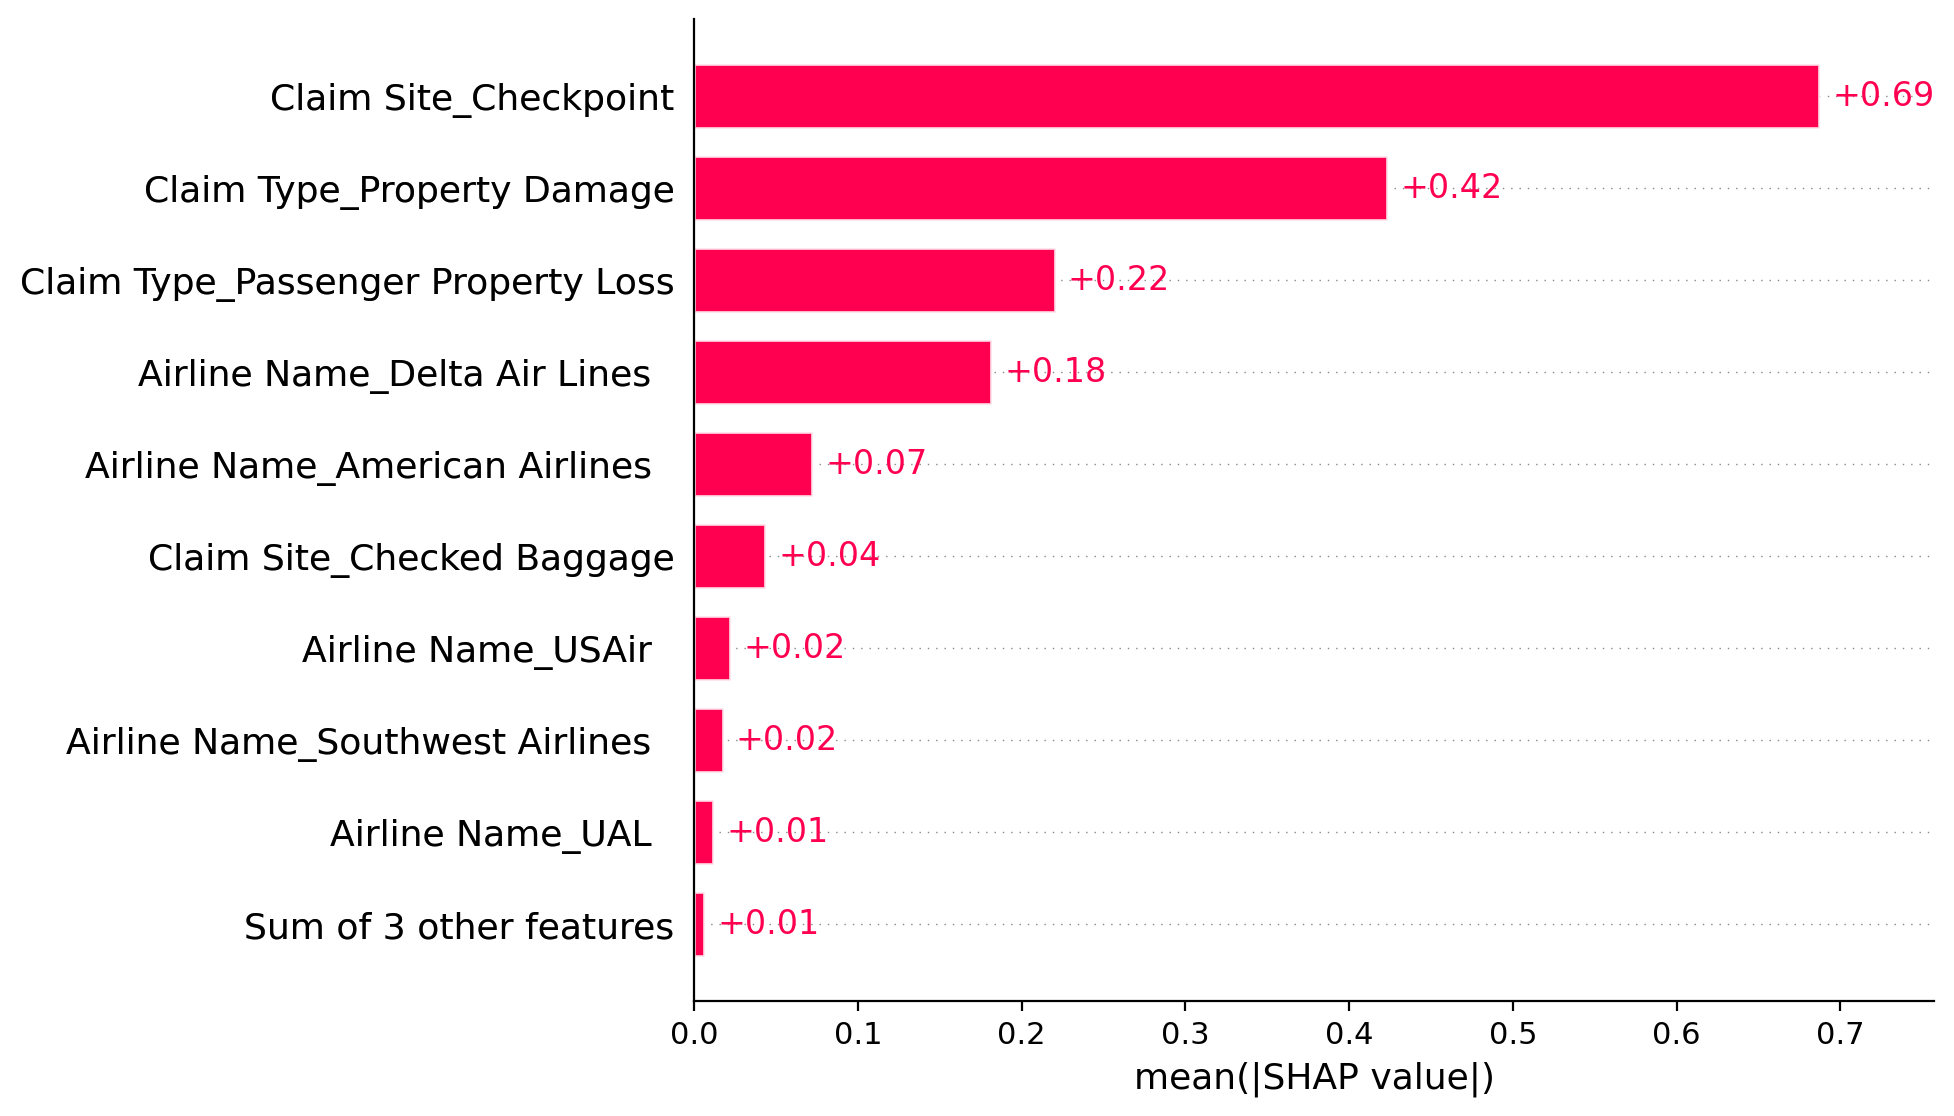 Claim Site_Checkpoint +0.69
Claim Type_Property Damage +0.42
Claim Type_Passenger Property Loss +0.22
Airline Name_Delta Air Lines +0.18
Airline Name_American Airlines +0.07
Claim Site_Checked Baggage +0.04
Airline Name_USAir +0.02
Airline Name_Southwest Airlines +0.02
Airline Name_UAL +0.01
Sum of 3 other features +0.01
0.0 0.1 0.2 0.3 0.4 0.5 0.6 0.7
mean(|SHAP value|)